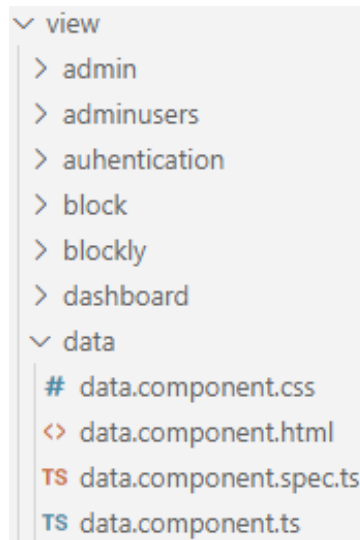 view
admin
adminusers
auhentication
block
blockly
dashboard
data
# data.component.css
<> data.component.html
TS data.component.spec.ts
TS data.component.ts